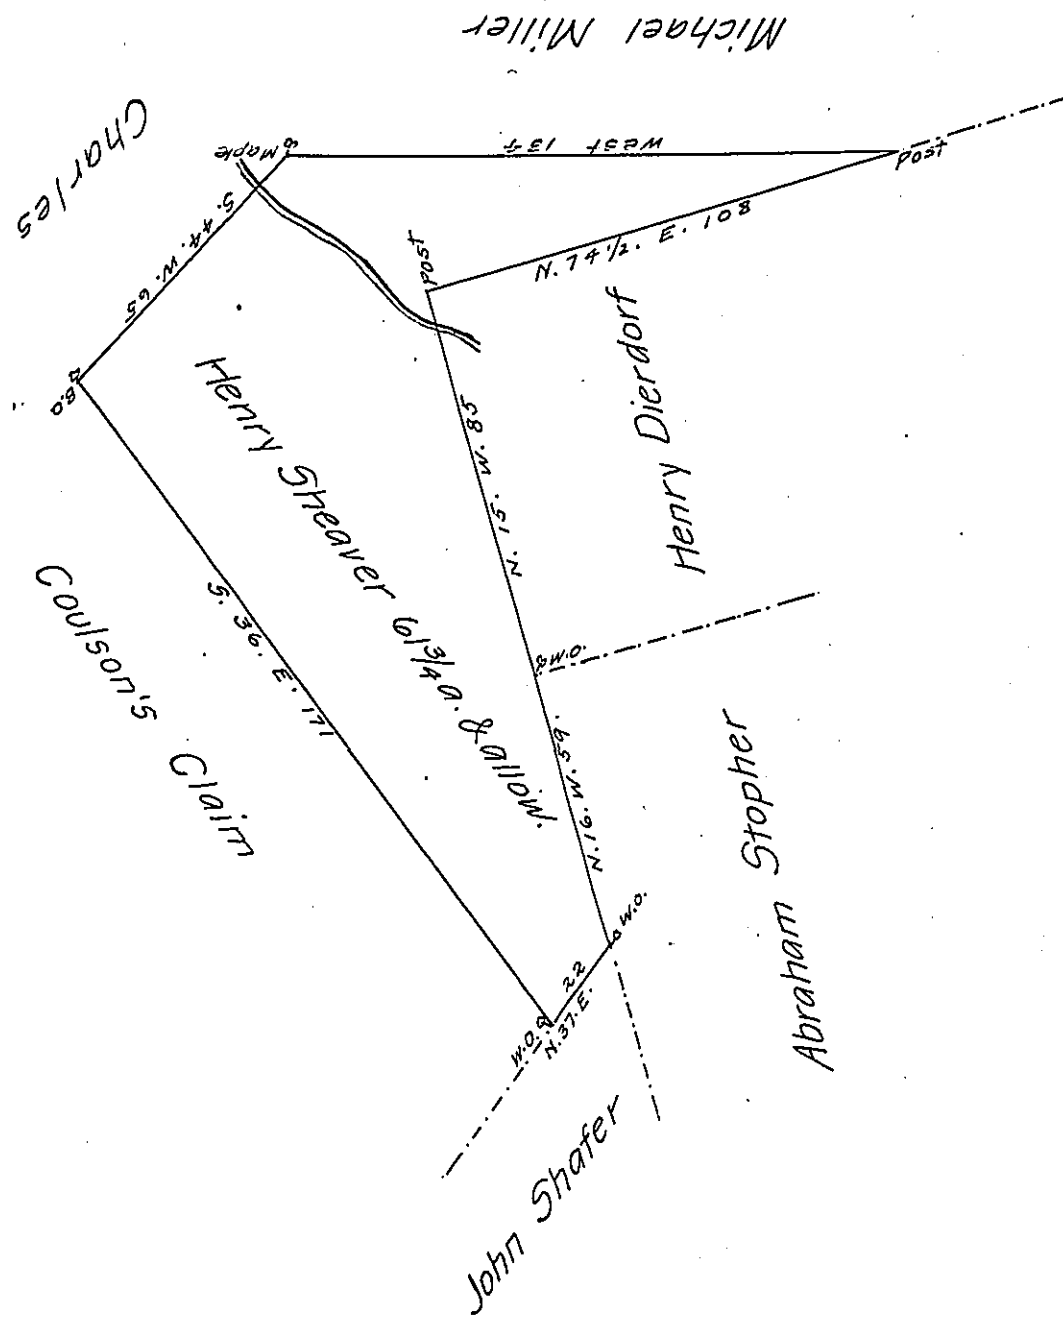 Michael Miller
Charles
Coulson's Claim
Maple
West 137
Post
S. 44. W. 65
Post
N. 74 1/2. E. 108
B.O
Henry Sheaver 61 3/4 a. & allow.
N. 15. W. 85
Henry Dierdorf
S. 36. E. 171
W.O.
N. 16. W. 59.
Abraham Stopher
W.O.
22
N. 37. E.
W.O.
John Shafer